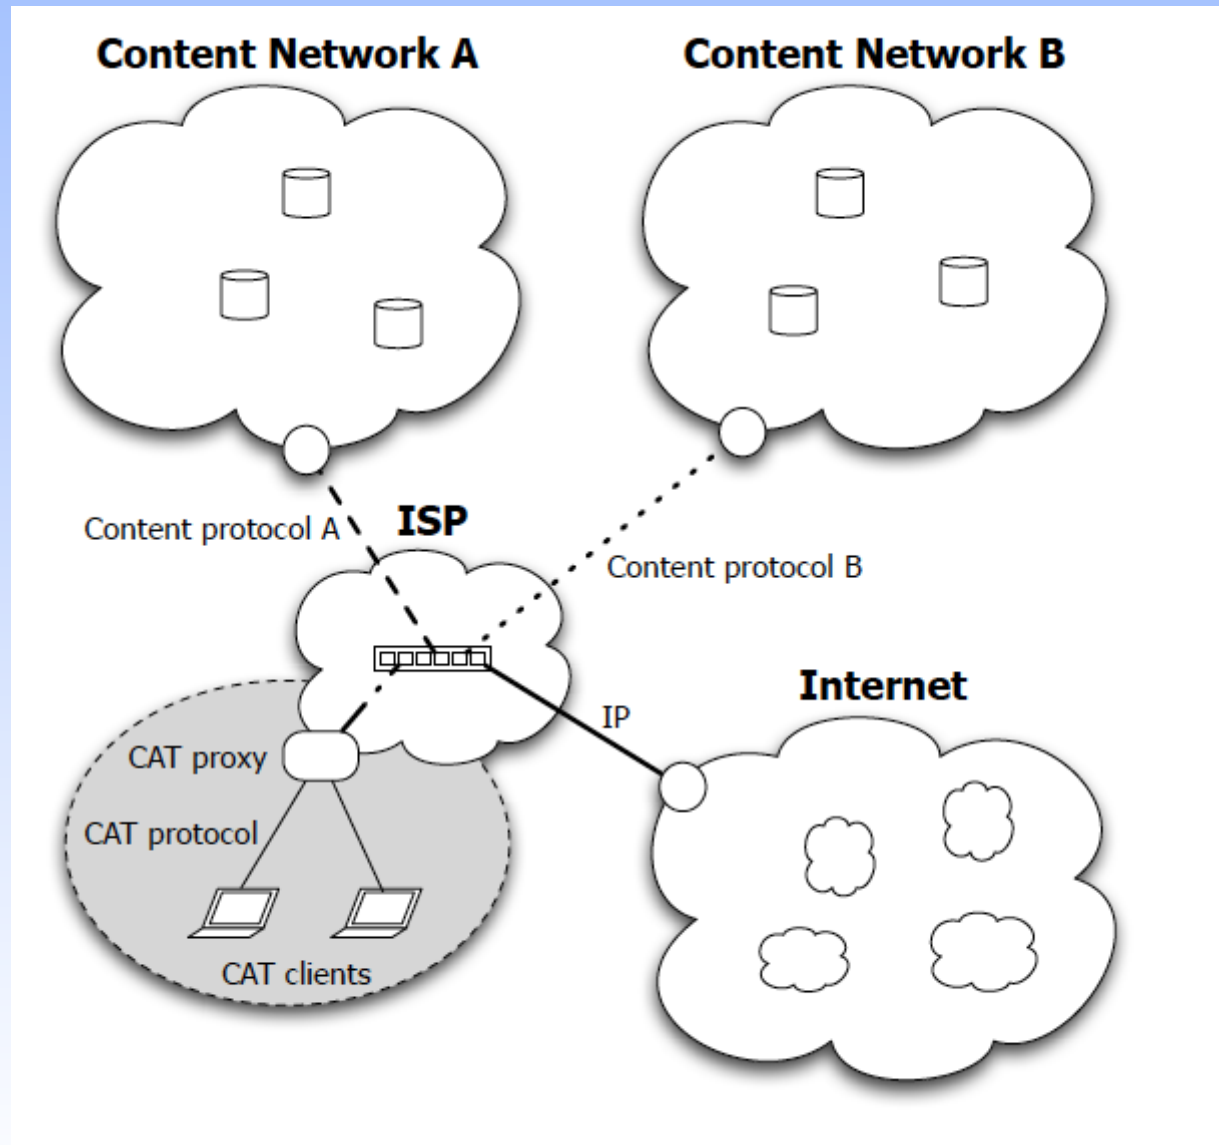 Content Network A
Content Network B
Content protocol A
ISP
Content protocol B
Internet
IP
CAT proxy
CAT protocol
CAT clients